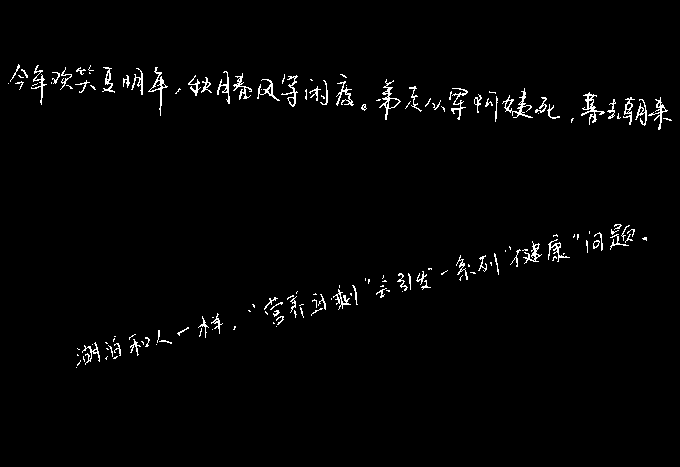 今年欢笑复明年，秋月春风等闲度。弟走从军阿姨死，暮去朝来
湖泊和人一样，“营养过剩”会引发一系列“不健康”问题。